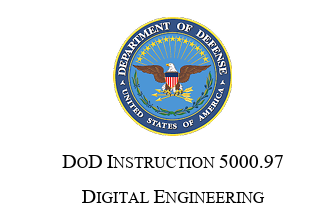 DEPARTMENT OF DEFENSE
UNITED STATES OF AMERICA
DOD INSTRUCTION 5000.97
DIGITAL ENGINEERING